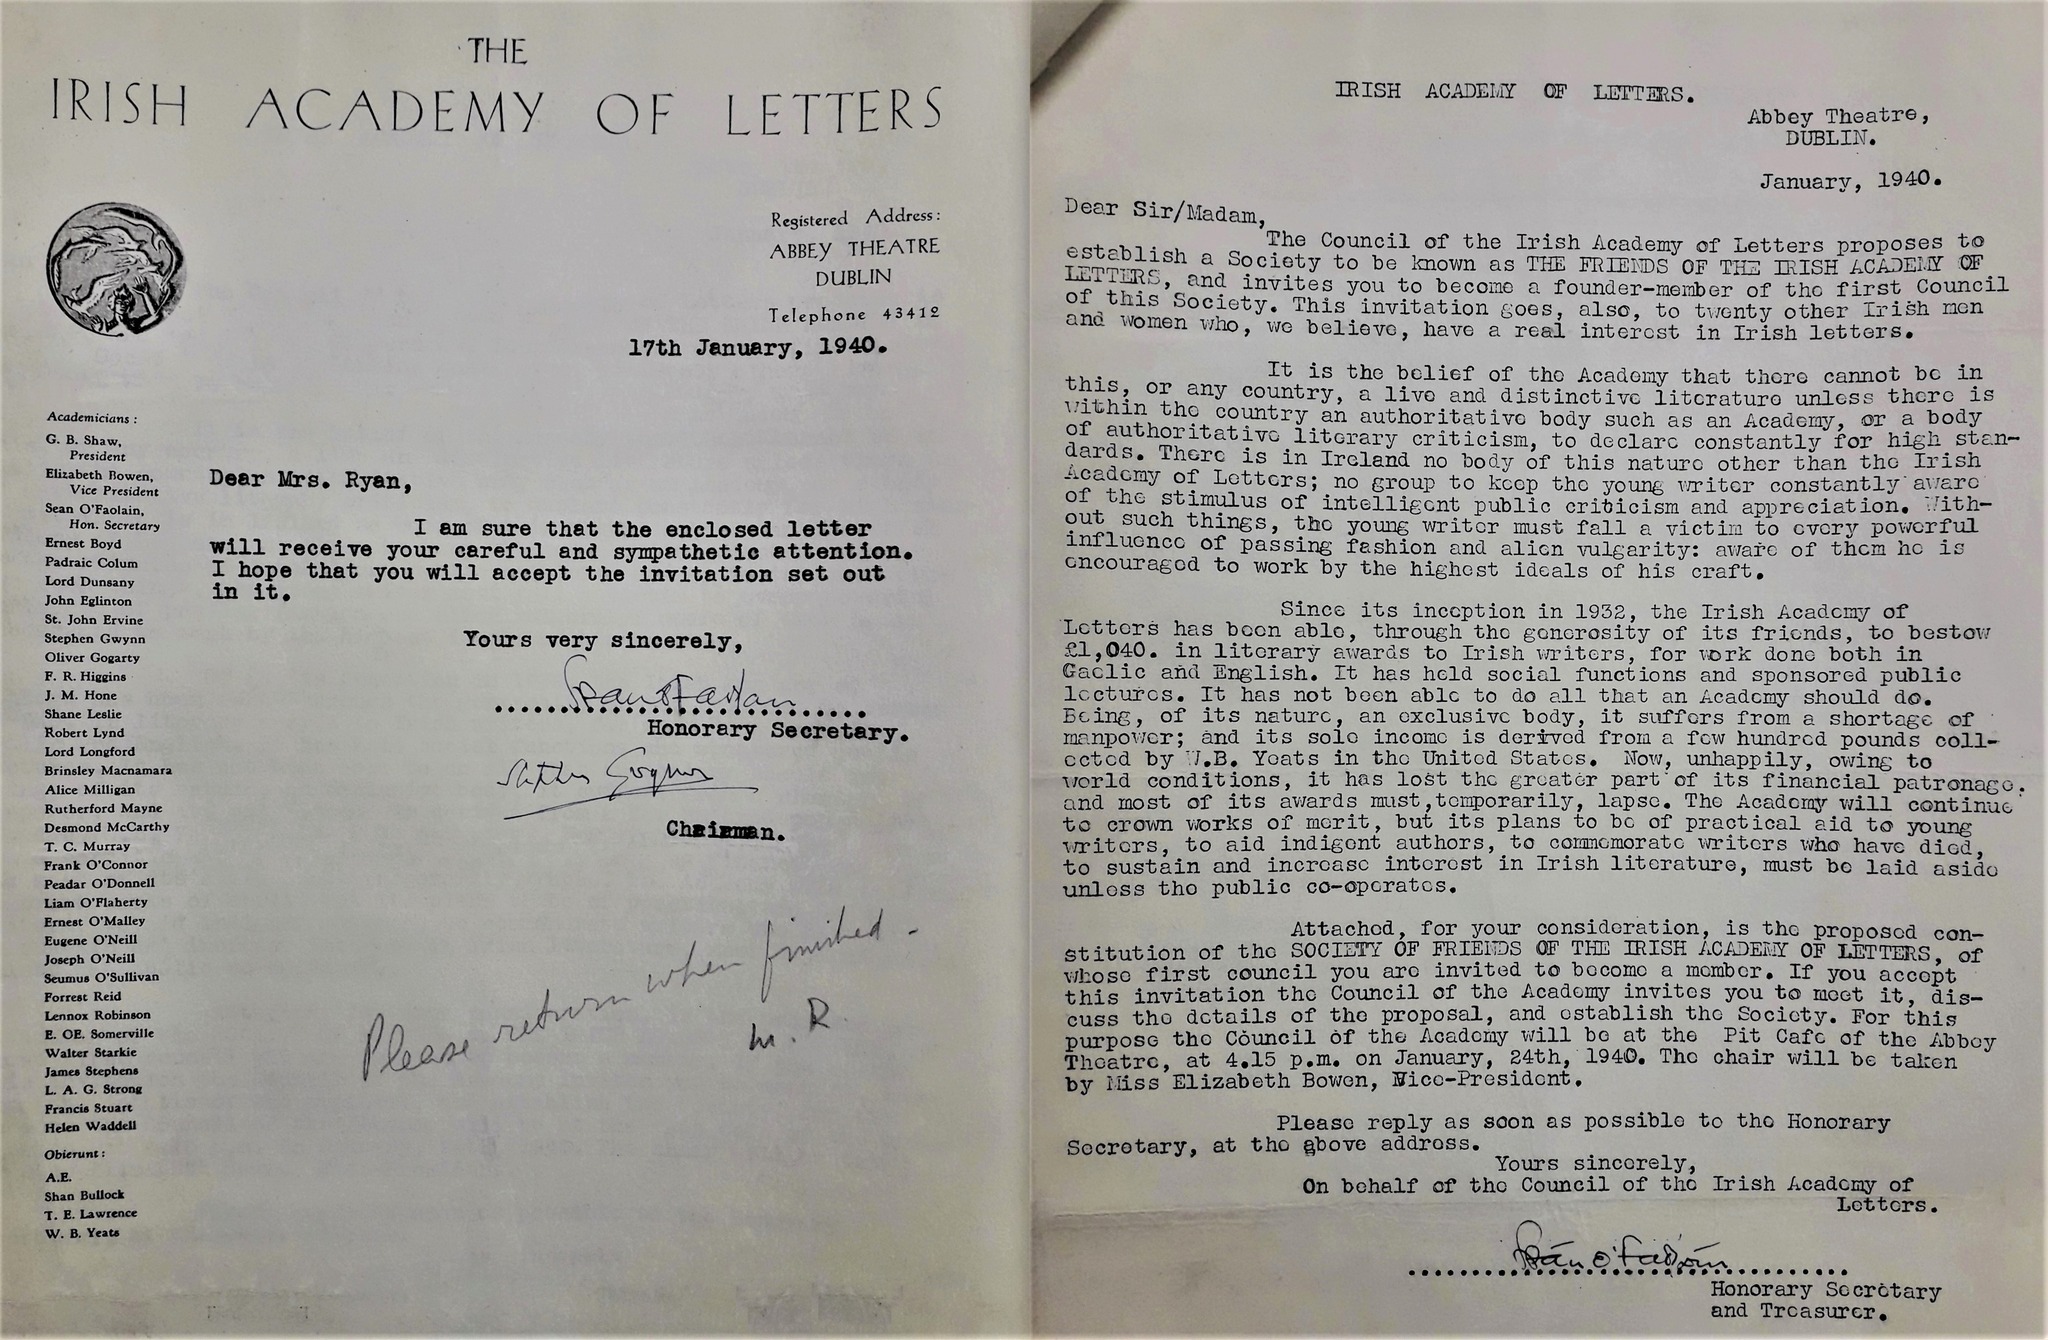 THE
IRISH ACADEMY OF LETTERS
Registered Address:
ABBEY THEATRE
DUBLIN
Telephone 43412
17th January, 1940.
Academicians:
G. B. Shaw,
President
Elizabeth Bowen,
Vice President
Sean O'Faolain,
Hon. Secretary
Ernest Boyd
Padraic Colum
Lord Dunsany
John Eglinton
St. John Ervine
Stephen Gwynn
Oliver Gogarty
F. R. Higgins
J. M. Hone
Shane Leslie
Robert Lynd
Lord Longford
Brinsley Macnamara
Alice Milligan
Rutherford Mayne
Desmond McCarthy
T. C. Murray
Frank O'Connor
Peadar O'Donnell
Liam O'Flaherty
Ernest O'Malley
Eugene O'Neill
Joseph O'Neill
Seumus O'Sullivan
Forrest Reid
Lennox Robinson
E. OE. Somerville
Walter Starkie
James Stephens
L. A. G. Strong
Francis Stuart
Helen Waddell
Obierunt:
A.E.
Shan Bullock
T. E. Lawrence
W. B. Yeats
Dear Mrs. Ryan,
I am sure that the enclosed letter
will receive your careful and sympathetic attention.
I hope that you will accept the invitation set out
in it.
Yours very sincerely,
Sean O'Faolain
Honorary Secretary.
Stephen Gwynn
Chairman.
Please return when finished -
M. R.
IRISH ACADEMY OF LETTERS.
Abbey Theatre,
DUBLIN.
January, 1940.
Dear Sir/Madam,
The Council of the Irish Academy of Letters proposes to
establish a Society to be known as THE FRIENDS OF THE IRISH ACADEMY OF
LETTERS, and invites you to become a founder-member of the first Council
of this Society. This invitation goes, also, to twenty other Irish men
and women who, we believe, have a real interest in Irish letters.
It is the belief of the Academy that there cannot be in
this, or any country, a live and distinctive literature unless there is
within the country an authoritative body such as an Academy, or a body
of authoritative literary criticism, to declare constantly for high stan-
dards. There is in Ireland no body of this nature other than the Irish
Academy of Letters; no group to keep the young writer constantly aware
of the stimulus of intelligent public criticism and appreciation. With-
out such things, the young writer must fall a victim to every powerful
influence of passing fashion and alien vulgarity: aware of them he is
encouraged to work by the highest ideals of his craft.
Since its inception in 1932, the Irish Academy of
Letters has been able, through the generosity of its friends, to bestow
£1,040. in literary awards to Irish writers, for work done both in
Gaelic and English. It has held social functions and sponsored public
lectures. It has not been able to do all that an Academy should do.
Being, of its nature, an exclusive body, it suffers from a shortage of
manpower; and its sole income is derived from a few hundred pounds coll-
ected by W.B. Yeats in the United States. Now, unhappily, owing to
world conditions, it has lost the greater part of its financial patronage.
and most of its awards must,temporarily, lapse. The Academy will continue
to crown works of merit, but its plans to be of practical aid to young
writers, to aid indigent authors, to commemorate writers who have died,
to sustain and increase interest in Irish literature, must be laid aside
unless the public co-operates.
Attached, for your consideration, is the proposed con-
stitution of the SOCIETY OF FRIENDS OF THE IRISH ACADEMY OF LETTERS, of
whose first council you are invited to become a member. If you accept
this invitation the Council of the Academy invites you to meet it, dis-
cuss the details of the proposal, and establish the Society. For this
purpose the Council of the Academy will be at the Pit Cafe of the Abbey
Theatre, at 4.15 p.m. on January, 24th, 1940. The chair will be taken
by Miss Elizabeth Bowen, Vice-President.
Please reply as soon as possible to the Honorary
Secretary, at the above address.
Yours sincerely,
On behalf of the Council of the Irish Academy of
Letters.
Seán O'Faoláin
Honorary Secretary
and Treasurer.